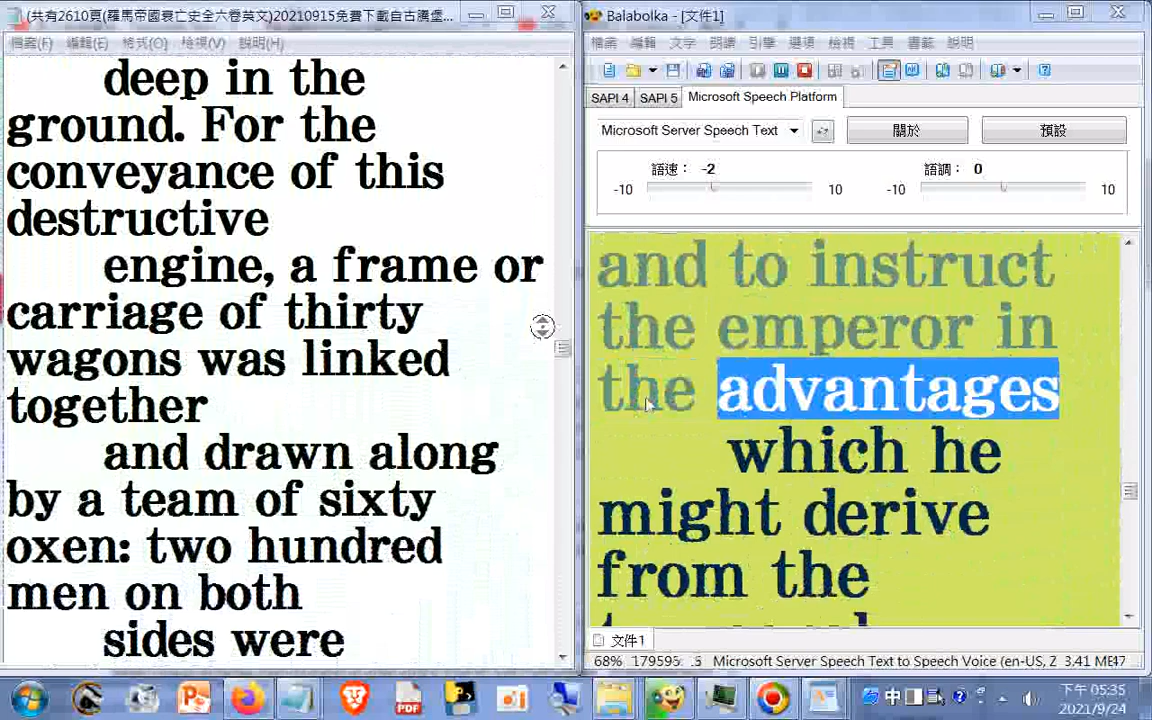 (共有2610頁(羅馬帝國衰亡史全六卷英文)20210915免費下載自古騰堡...
檔案(F) 編輯(E) 格式(O) 檢視(V) 說明(H)
deep in the
ground. For the
conveyance of this
destructive
engine, a frame or
carriage of thirty
wagons was linked
together
and drawn along
by a team of sixty
oxen: two hundred
men on both
sides were
Balabolka - [文件1]
檔案 編輯 文字 朗讀 引擎 選項 檢視 工具 書籤 說明
SAPI 4 SAPI 5 Microsoft Speech Platform
Microsoft Server Speech Text 關於 預設
語速： -2 語調： 0
-10 10 -10 10
and to instruct
the emperor in
the advantages
which he
might derive
from the
文件1
68% Microsoft Server Speech Text to Speech Voice (en-US, Z
中
下午 05:35
2021/9/24